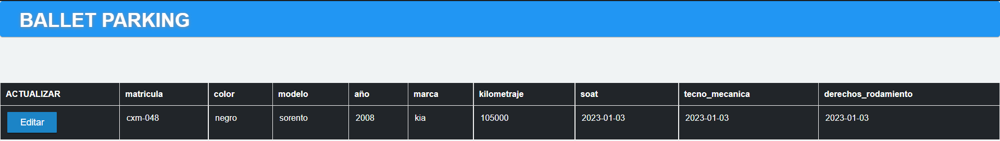 BALLET PARKING
ACTUALIZAR matricula color modelo año marca kilometraje soat tecno_mecanica derechos_rodamiento
Editar cxm-048 negro sorento 2008 kia 105000 2023-01-03 2023-01-03 2023-01-03